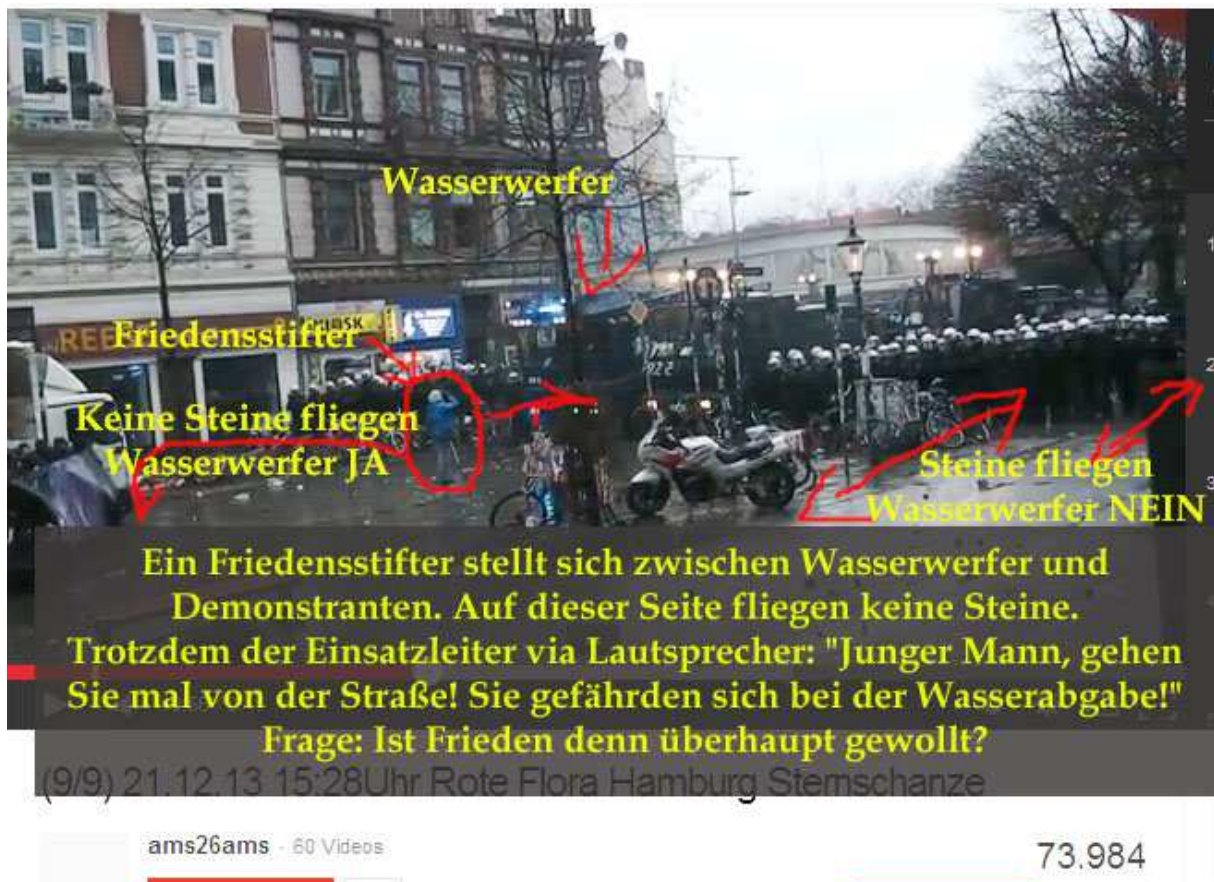 Wasserwerfer
REE
KIOSK
Friedensstifter
Keine Steine fliegen
Wasserwerfer JA
Steine fliegen
Wasserwerfer NEIN
Ein Friedensstifter stellt sich zwischen Wasserwerfer und
Demonstranten. Auf dieser Seite fliegen keine Steine.
Trotzdem der Einsatzleiter via Lautsprecher: "Junger Mann, gehen
Sie mal von der Straße! Sie gefährden sich bei der Wasserabgabe!"
Frage: Ist Frieden denn überhaupt gewollt?
(9/9) 21.12.13 15:28Uhr Rote Flora Hamburg Sternschanze
ams26ams · 60 Videos
73.984